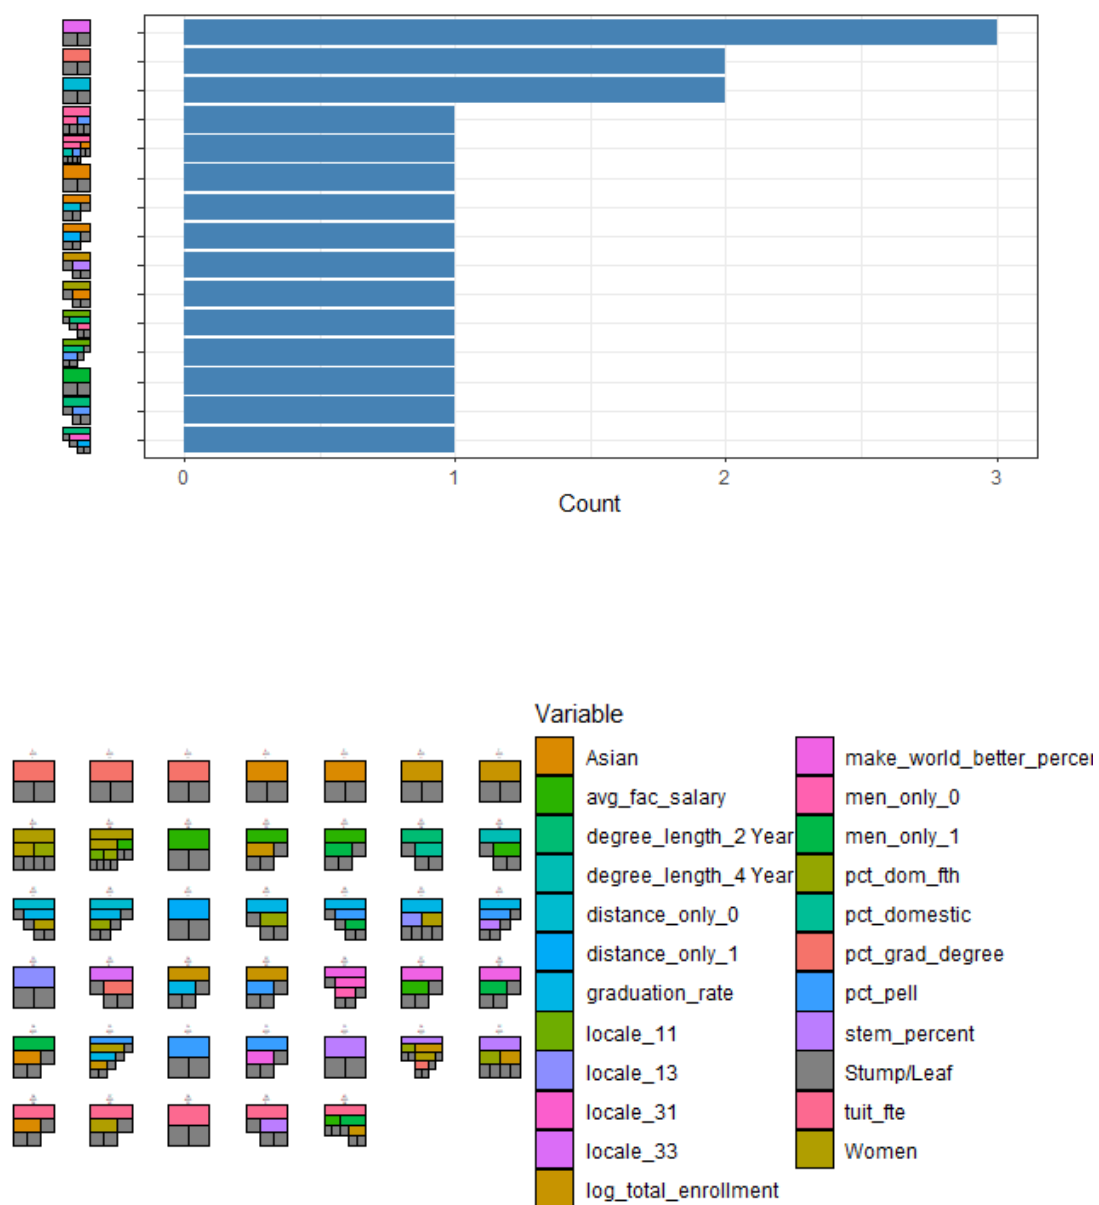 0 1 2 3
Count
Variable
Asian
avg_fac_salary
degree_length_2 Year
degree_length_4 Year
distance_only_0
distance_only_1
graduation_rate
locale_11
locale_13
locale_31
locale_33
log_total_enrollment
make_world_better_percer
men_only_0
men_only_1
pct_dom_fth
pct_domestic
pct_grad_degree
pct_pell
stem_percent
Stump/Leaf
tuit_fte
Women